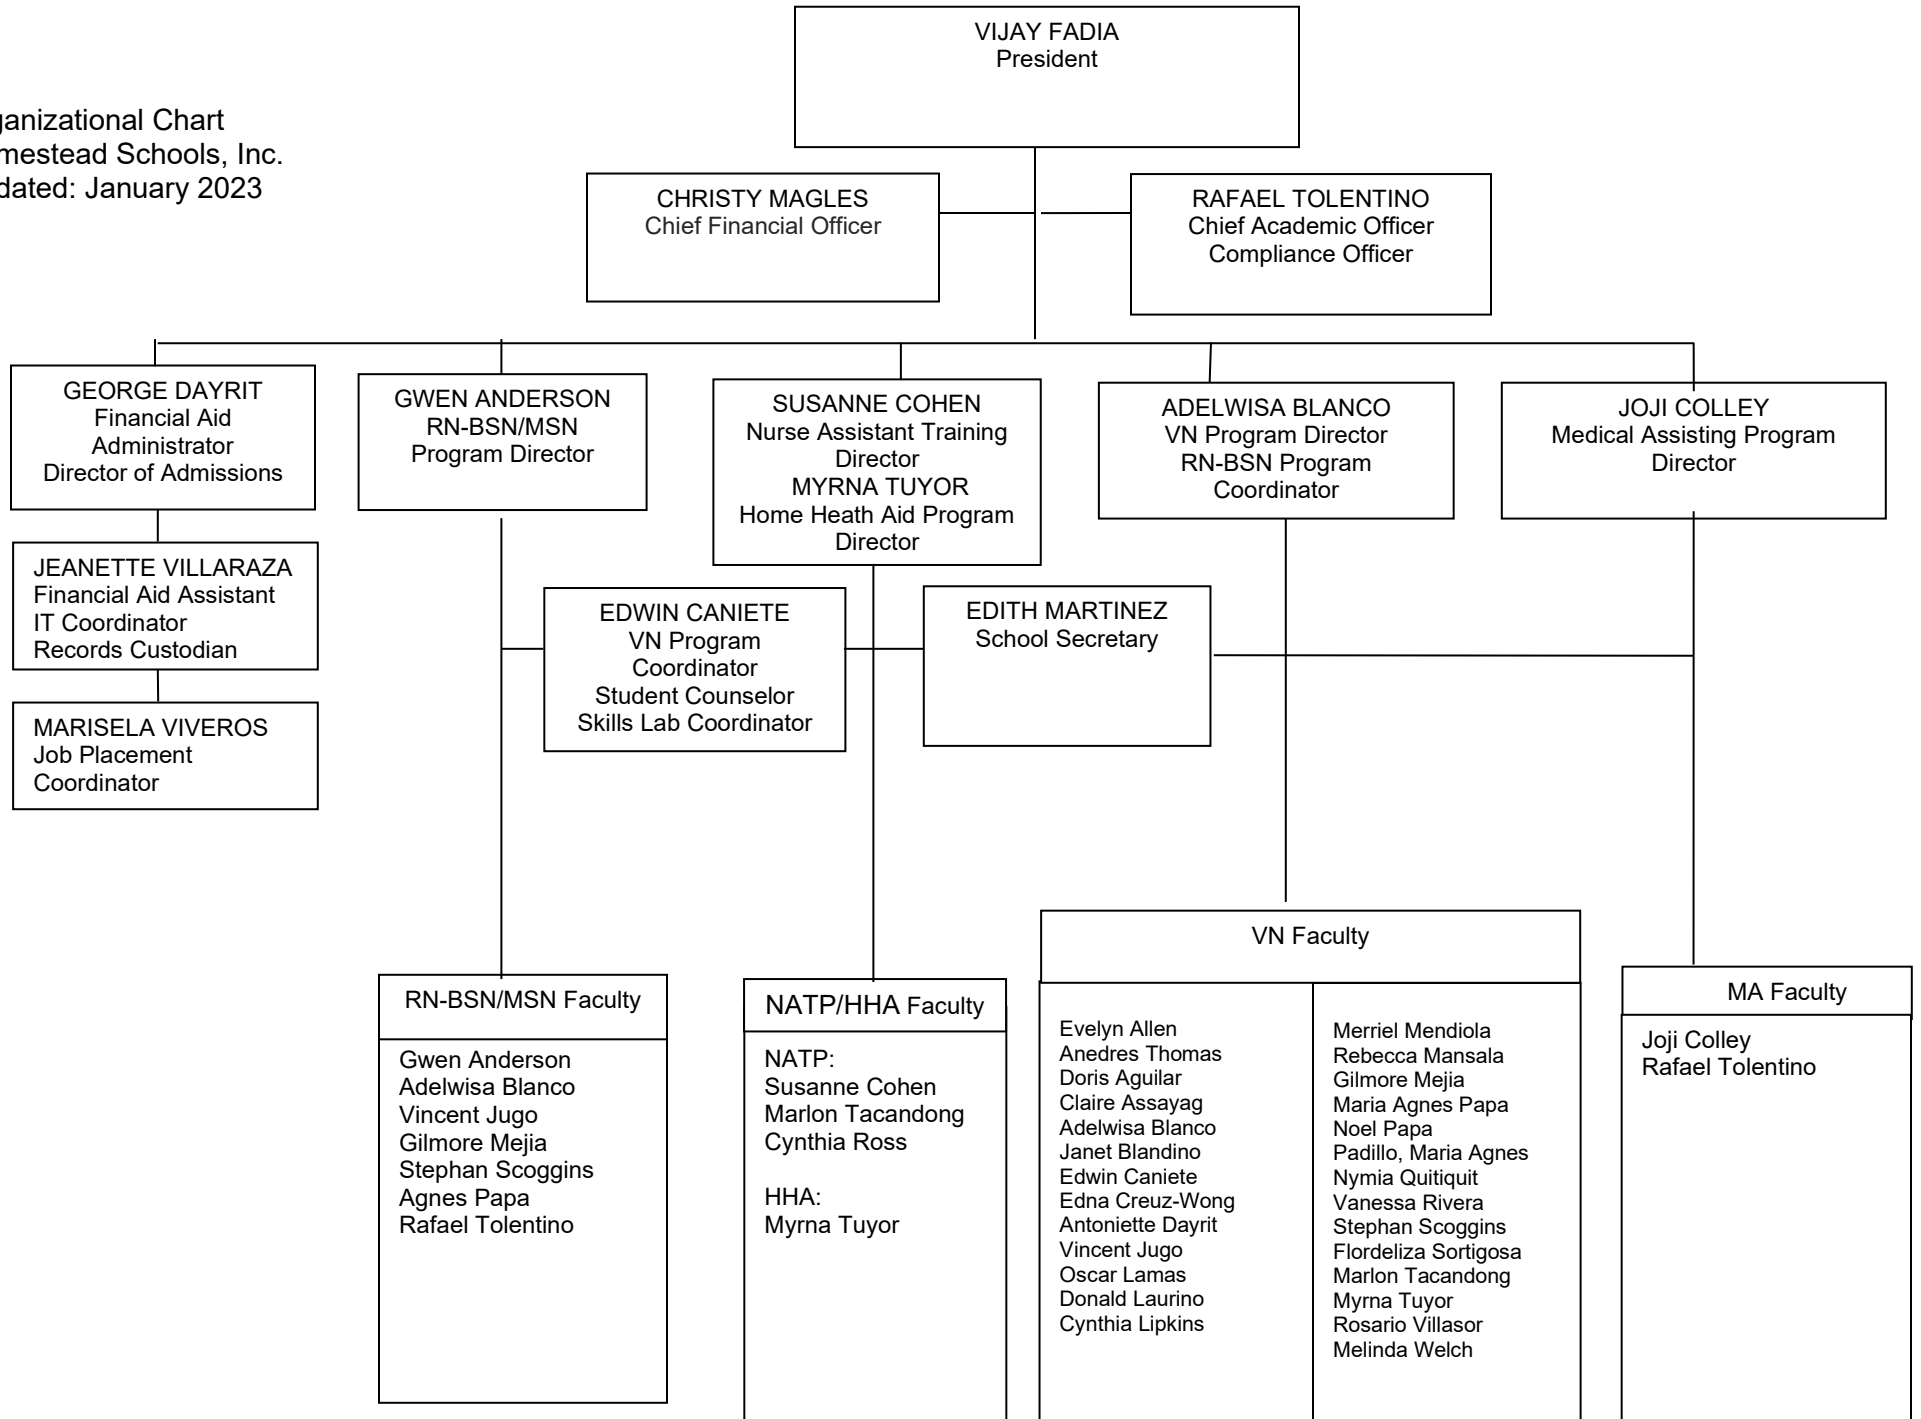 VIJAY FADIA
President
ganizational Chart
mestead Schools, Inc.
dated: January 2023
CHRISTY MAGLES
Chief Financial Officer
RAFAEL TOLENTINO
Chief Academic Officer
Compliance Officer
GEORGE DAYRIT
Financial Aid
Administrator
Director of Admissions
GWEN ANDERSON
RN-BSN/MSN
Program Director
SUSANNE COHEN
Nurse Assistant Training
Director
MYRNA TUYOR
Home Heath Aid Program
Director
ADELWISA BLANCO
VN Program Director
RN-BSN Program
Coordinator
JOJI COLLEY
Medical Assisting Program
Director
JEANETTE VILLARAZA
Financial Aid Assistant
IT Coordinator
Records Custodian
EDWIN CANIETE
VN Program
Coordinator
Student Counselor
Skills Lab Coordinator
EDITH MARTINEZ
School Secretary
MARISELA VIVEROS
Job Placement
Coordinator
RN-BSN/MSN Faculty
Gwen Anderson
Adelwisa Blanco
Vincent Jugo
Gilmore Mejia
Stephan Scoggins
Agnes Papa
Rafael Tolentino
NATP/HHA Faculty
NATP:
Susanne Cohen
Marlon Tacandong
Cynthia Ross
HHA:
Myrna Tuyor
VN Faculty
Evelyn Allen
Anedres Thomas
Doris Aguilar
Claire Assayag
Adelwisa Blanco
Janet Blandino
Edwin Caniete
Edna Creuz-Wong
Antoniette Dayrit
Vincent Jugo
Oscar Lamas
Donald Laurino
Cynthia Lipkins
Merriel Mendiola
Rebecca Mansala
Gilmore Mejia
Maria Agnes Papa
Noel Papa
Padillo, Maria Agnes
Nymia Quitiquit
Vanessa Rivera
Stephan Scoggins
Flordeliza Sortigosa
Marlon Tacandong
Myrna Tuyor
Rosario Villasor
Melinda Welch
MA Faculty
Joji Colley
Rafael Tolentino